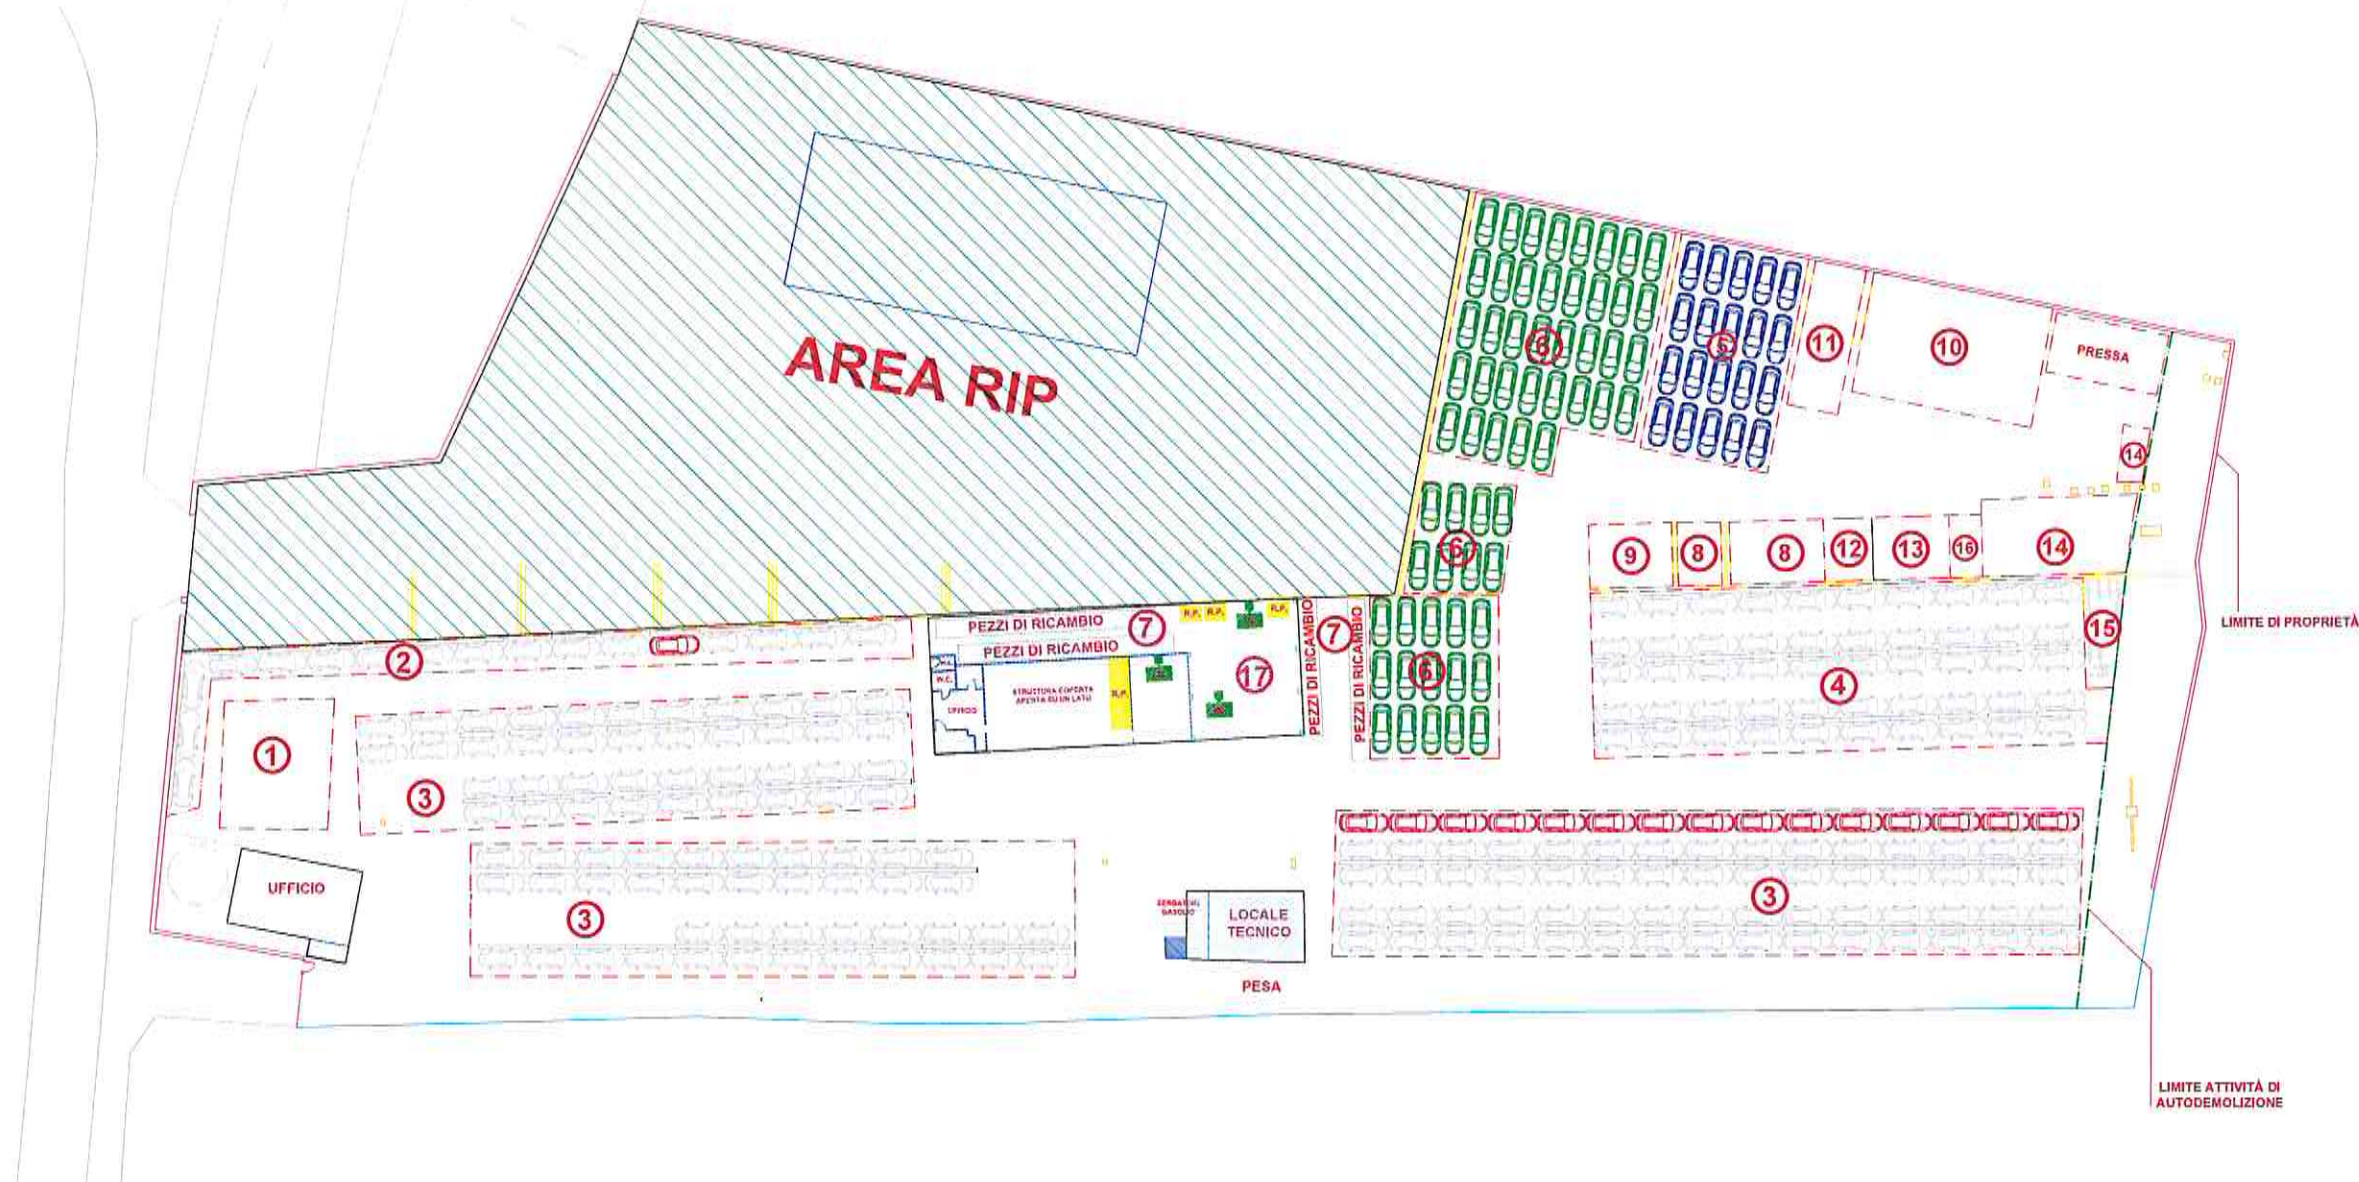 AREA RIP
6
5
11
10
PRESSA
14
6
9
8
8
12
13
16
14
LIMITE DI PROPRIETÀ
PEZZI DI RICAMBIO
7
R.P.
R.P.
R.P.
PEZZI DI RICAMBIO
2
W.C.
UFFICIO
STRUTTURA COPERTA
APERTA SU UN LATO
R.P.
17
PEZZI DI RICAMBIO
7
PEZZI DI RICAMBIO
6
4
15
1
3
UFFICIO
3
SERBATOIO
GASOLIO
LOCALE
TECNICO
PESA
3
LIMITE ATTIVITÀ DI
AUTODEMOLIZIONE